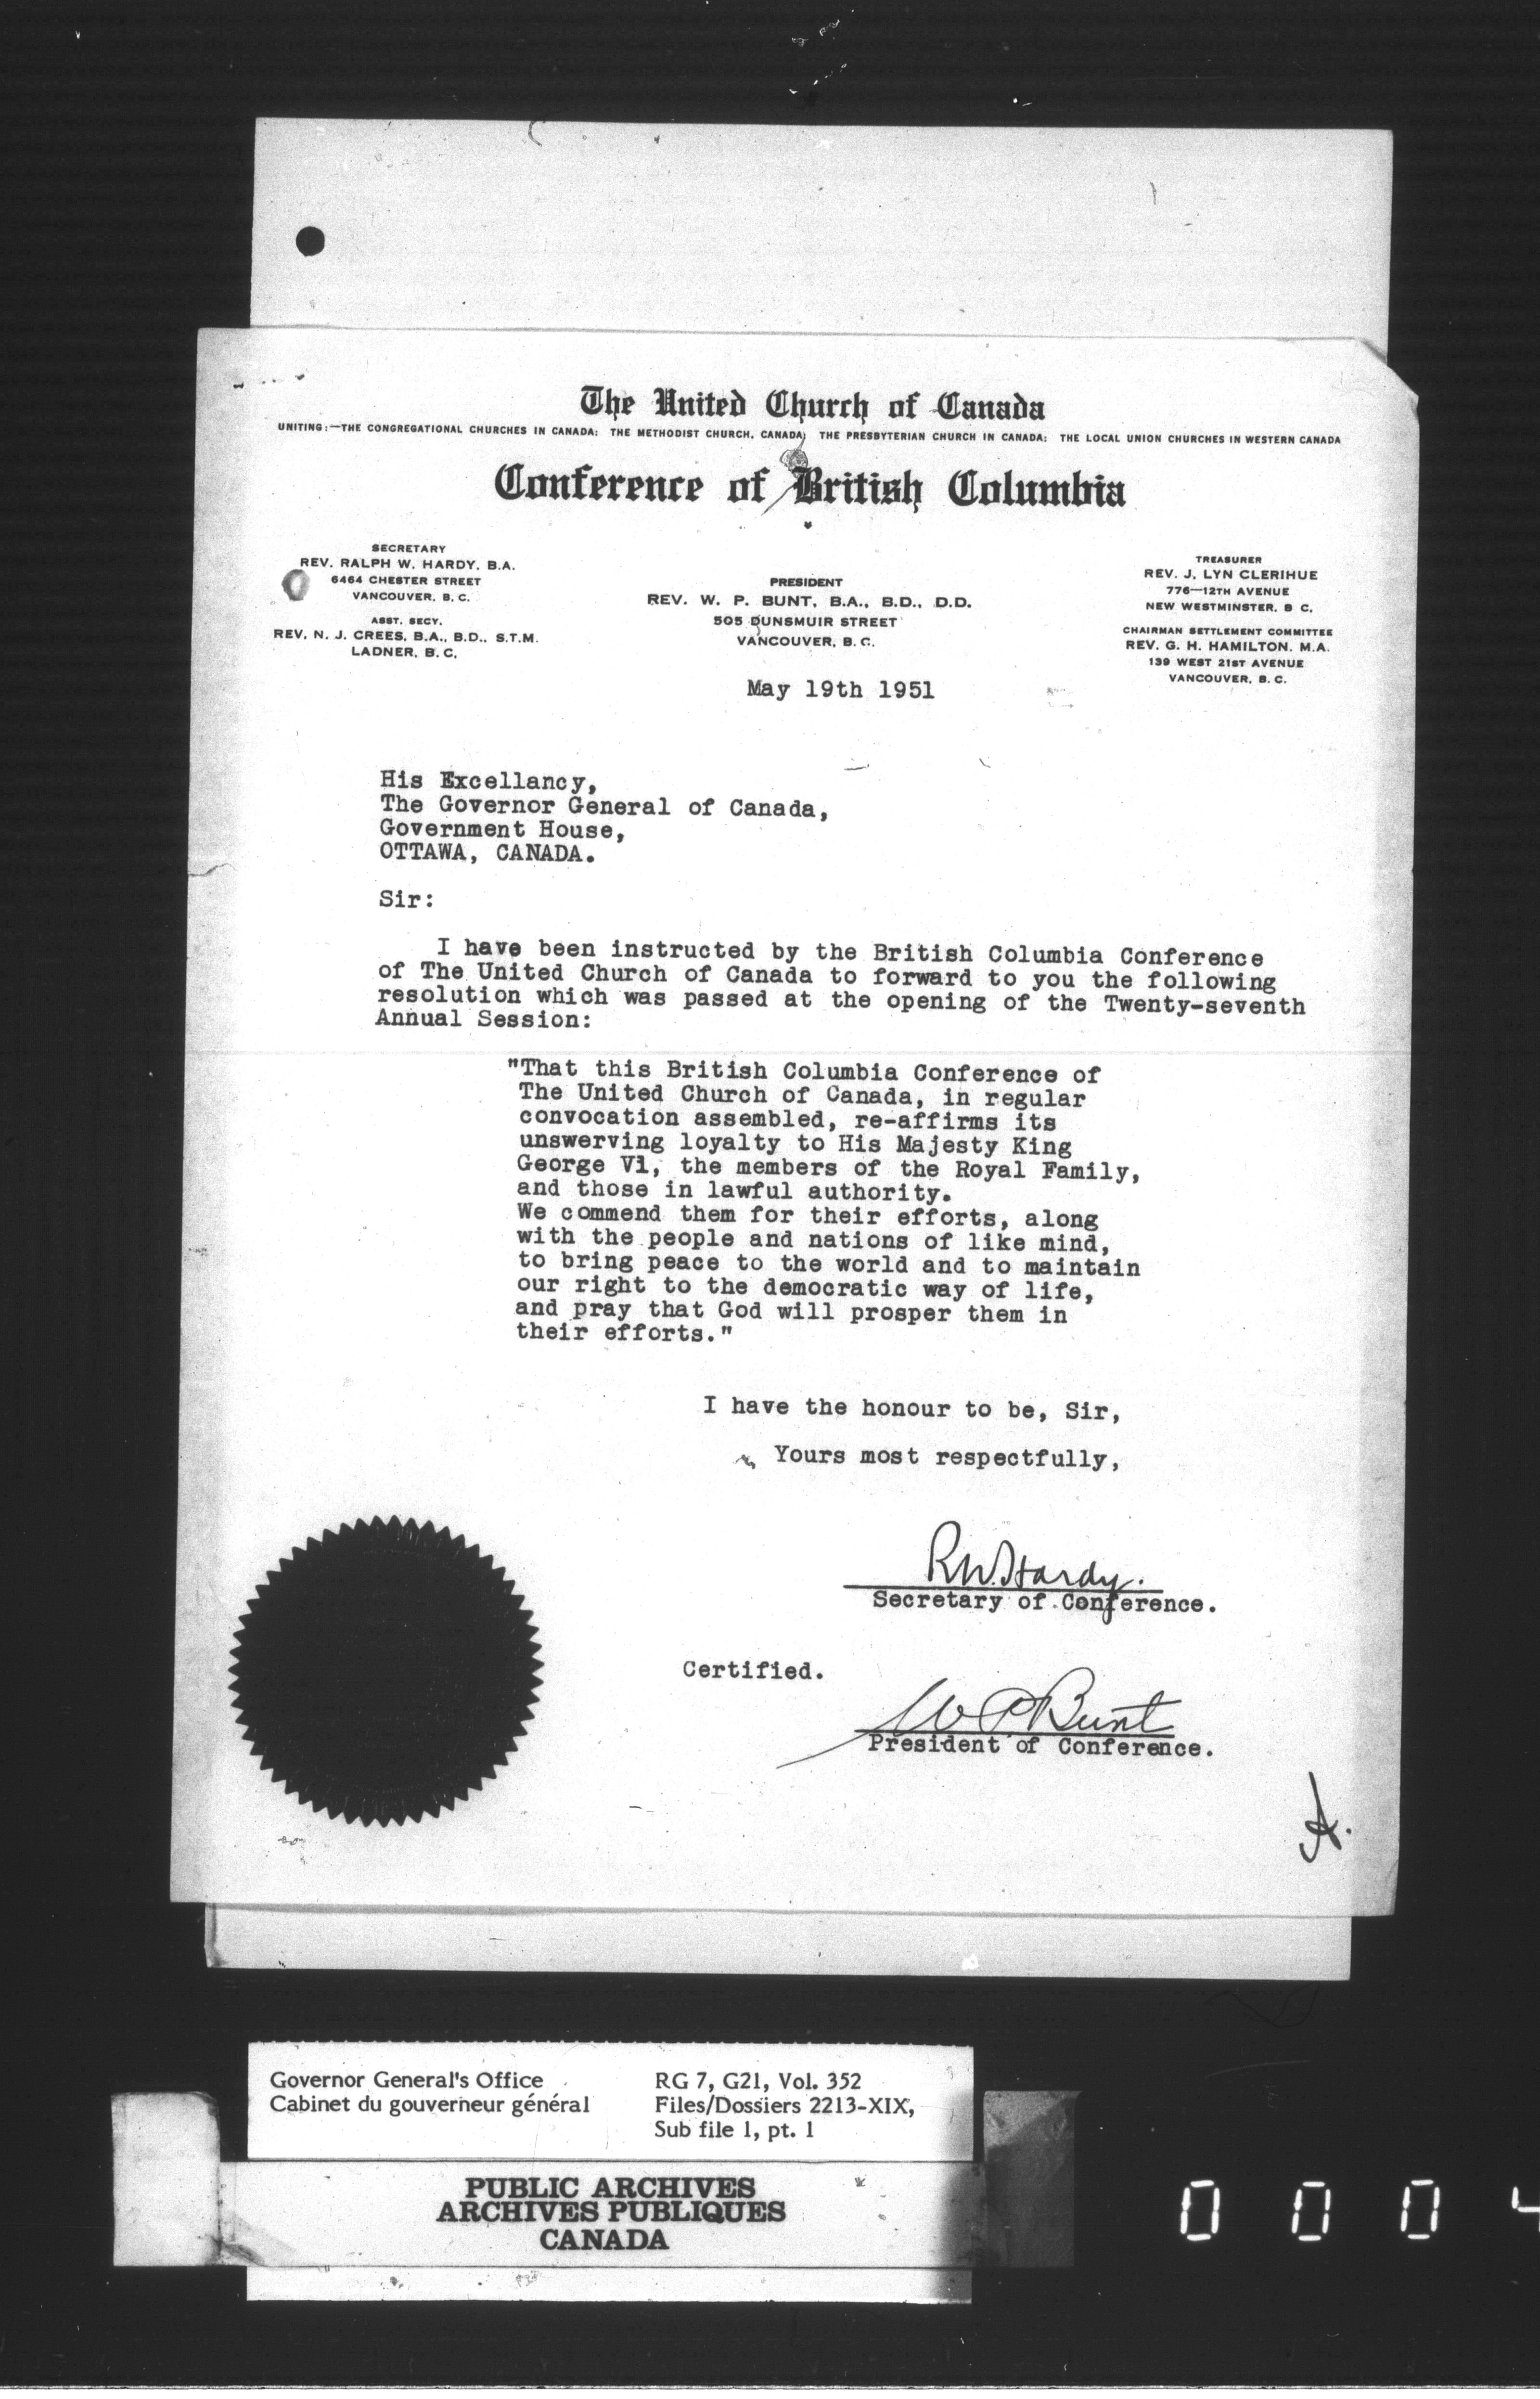 The United Church of Canada
UNITING:—THE CONGREGATIONAL CHURCHES IN CANADA; THE METHODIST CHURCH, CANADA; THE PRESBYTERIAN CHURCH IN CANADA; THE LOCAL UNION CHURCHES IN WESTERN CANADA
Conference of British Columbia
SECRETARY
REV. RALPH W. HARDY, B.A.
6464 CHESTER STREET
VANCOUVER, B. C.
ASST. SECY.
REV. N. J. CREES, B.A., B.D., S.T.M.
LADNER, B. C.
PRESIDENT
REV. W. P. BUNT, B.A., B.D., D.D.
505 DUNSMUIR STREET
VANCOUVER, B. C.
TREASURER
REV. J. LYN CLERIHUE
776—12TH AVENUE
NEW WESTMINSTER, B C.
CHAIRMAN SETTLEMENT COMMITTEE
REV. G. H. HAMILTON, M.A.
139 WEST 21ST AVENUE
VANCOUVER, B. C.
May 19th 1951
His Excellancy,
The Governor General of Canada,
Government House,
OTTAWA, CANADA.
Sir:
I have been instructed by the British Columbia Conference
of The United Church of Canada to forward to you the following
resolution which was passed at the opening of the Twenty-seventh
Annual Session:
"That this British Columbia Conference of
The United Church of Canada, in regular
convocation assembled, re-affirms its
unswerving loyalty to His Majesty King
George V1, the members of the Royal Family,
and those in lawful authority.
We commend them for their efforts, along
with the people and nations of like mind,
to bring peace to the world and to maintain
our right to the democratic way of life,
and pray that God will prosper them in
their efforts."
I have the honour to be, Sir,
Yours most respectfully,
R.W. Hardy.
Secretary of Conference.
Certified.
W P Bunt
President of Conference.
A.
Governor General's Office
Cabinet du gouverneur général
RG 7, G21, Vol. 352
Files/Dossiers 2213-XIX,
Sub file 1, pt. 1
PUBLIC ARCHIVES
ARCHIVES PUBLIQUES
CANADA
0 0 0 4